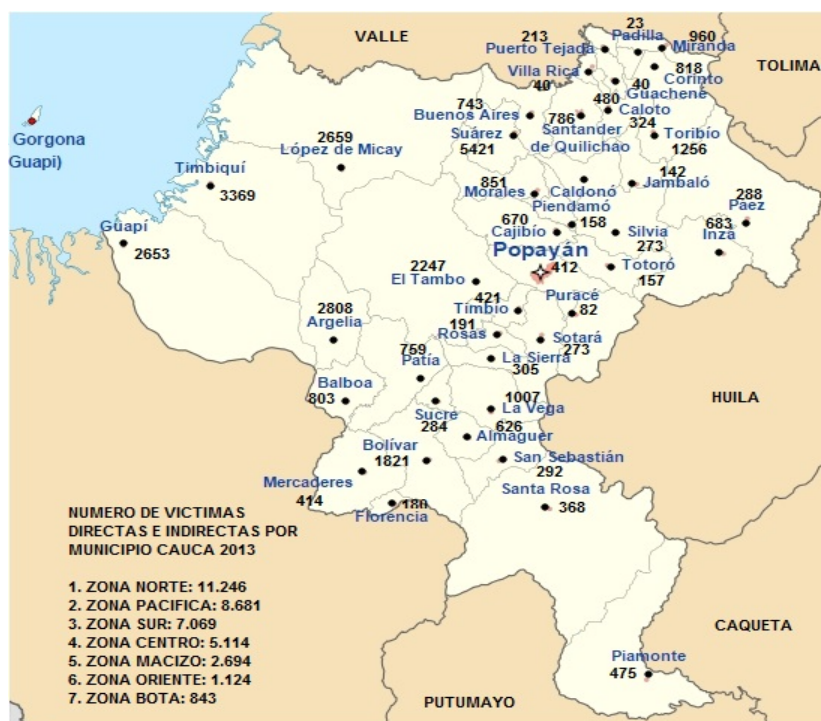 VALLE
213
23
Padilla
960
Puerto Tejada
Miranda
818
Corinto
TOLIMA
Villa Rica
40
40
Guachené
743
480
Caloto
Buenos Aires
786
324
Suárez
Santander
de Quilichao
Toribío
5421
1256
Gorgona
Guapi)
2659
López de Micay
Timbiquí
3369
142
851
Morales
Caldonó
Jambaló
Piendamó
288
Páez
Guapí
2653
670
Cajibío
158
Silvia
683
Inzá
Popayán
273
412
Totoró
157
2247
El Tambo
421
Timbío
Puracé
82
2808
Argelia
191
Rosas
Sotará
273
759
Patía
La Sierra
305
Balboa
803
HUILA
1007
Sucre
La Vega
284
626
Almaguer
Bolívar
1821
San Sebastián
292
Mercaderes
414
180
Florencia
Santa Rosa
368
NUMERO DE VICTIMAS
DIRECTAS E INDIRECTAS POR
MUNICIPIO CAUCA 2013
1. ZONA NORTE: 11.246
2. ZONA PACIFICA: 8.681
3. ZONA SUR: 7.069
4. ZONA CENTRO: 5.114
5. ZONA MACIZO: 2.694
6. ZONA ORIENTE: 1.124
7. ZONA BOTA: 843
CAQUETA
Piamonte
475
PUTUMAYO